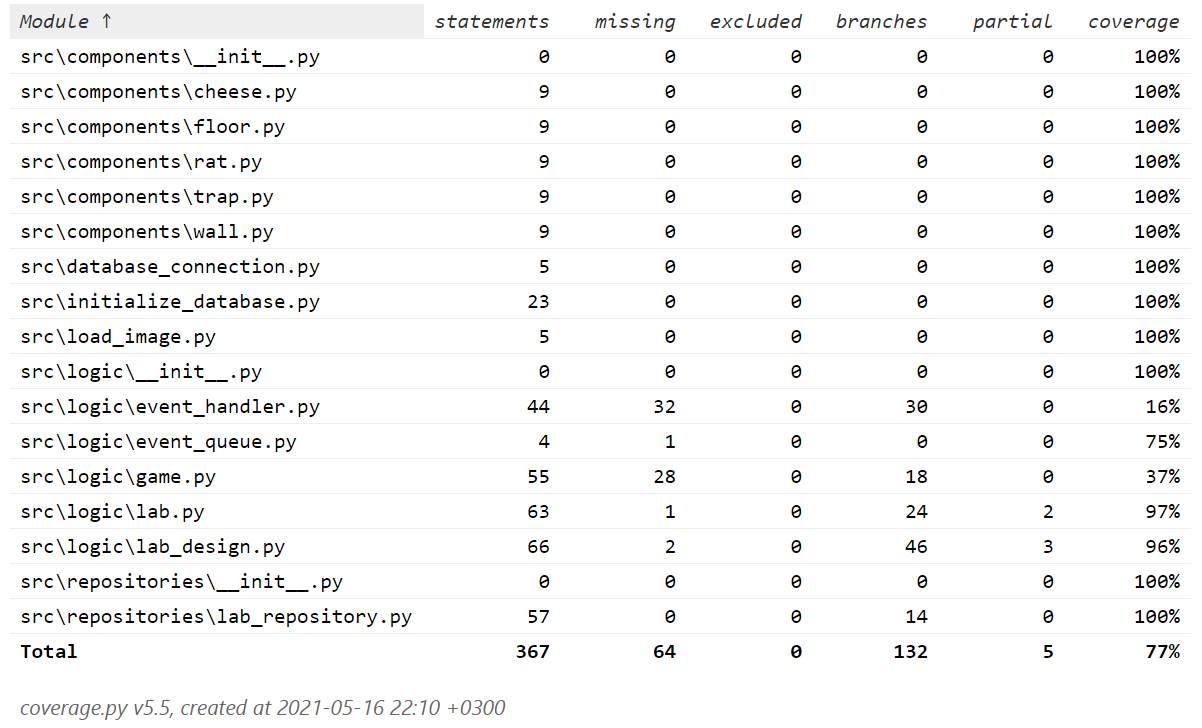 Module ↑ statements missing excluded branches partial coverage
src\components\__init__.py 0 0 0 0 0 100%
src\components\cheese.py 9 0 0 0 0 100%
src\components\floor.py 9 0 0 0 0 100%
src\components\rat.py 9 0 0 0 0 100%
src\components\trap.py 9 0 0 0 0 100%
src\components\wall.py 9 0 0 0 0 100%
src\database_connection.py 5 0 0 0 0 100%
src\initialize_database.py 23 0 0 0 0 100%
src\load_image.py 5 0 0 0 0 100%
src\logic\__init__.py 0 0 0 0 0 100%
src\logic\event_handler.py 44 32 0 30 0 16%
src\logic\event_queue.py 4 1 0 0 0 75%
src\logic\game.py 55 28 0 18 0 37%
src\logic\lab.py 63 1 0 24 2 97%
src\logic\lab_design.py 66 2 0 46 3 96%
src\repositories\__init__.py 0 0 0 0 0 100%
src\repositories\lab_repository.py 57 0 0 14 0 100%
Total 367 64 0 132 5 77%
coverage.py v5.5, created at 2021-05-16 22:10 +0300